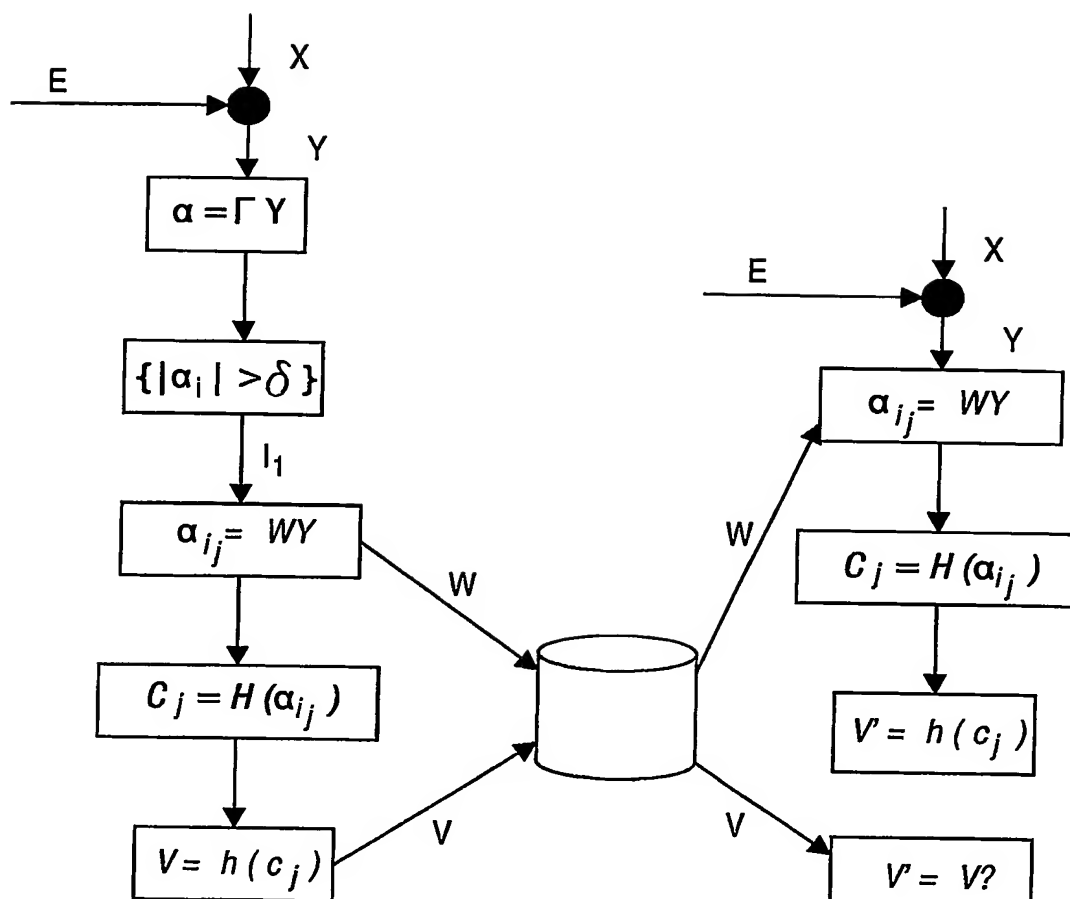 X
E
Y
α = Γ Y
{ | αi | > δ }
I1
αij = WY
W
Cj = H (αij)
V = h ( cj )
V
X
E
Y
αij = WY
W
Cj = H (αij)
V' = h ( cj )
V
V' = V?